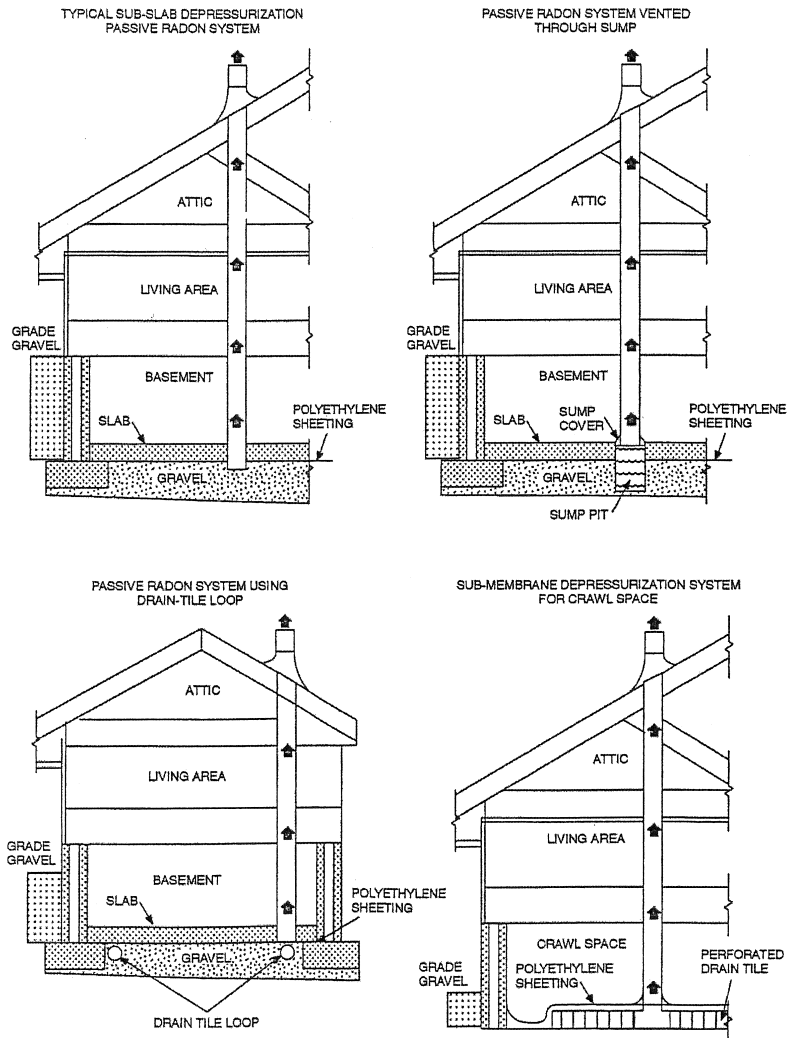 TYPICAL SUB-SLAB DEPRESSURIZATION
PASSIVE RADON SYSTEM
ATTIC
LIVING AREA
GRADE
GRAVEL
BASEMENT
SLAB
POLYETHYLENE
SHEETING
GRAVEL
PASSIVE RADON SYSTEM VENTED
THROUGH SUMP
ATTIC
LIVING AREA
GRADE
GRAVEL
BASEMENT
SLAB
SUMP
COVER
POLYETHYLENE
SHEETING
GRAVEL
SUMP PIT
PASSIVE RADON SYSTEM USING
DRAIN-TILE LOOP
ATTIC
LIVING AREA
GRADE
GRAVEL
BASEMENT
SLAB
POLYETHYLENE
SHEETING
GRAVEL
DRAIN TILE LOOP
SUB-MEMBRANE DEPRESSURIZATION SYSTEM
FOR CRAWL SPACE
ATTIC
LIVING AREA
CRAWL SPACE
GRADE
GRAVEL
POLYETHYLENE
SHEETING
PERFORATED
DRAIN TILE